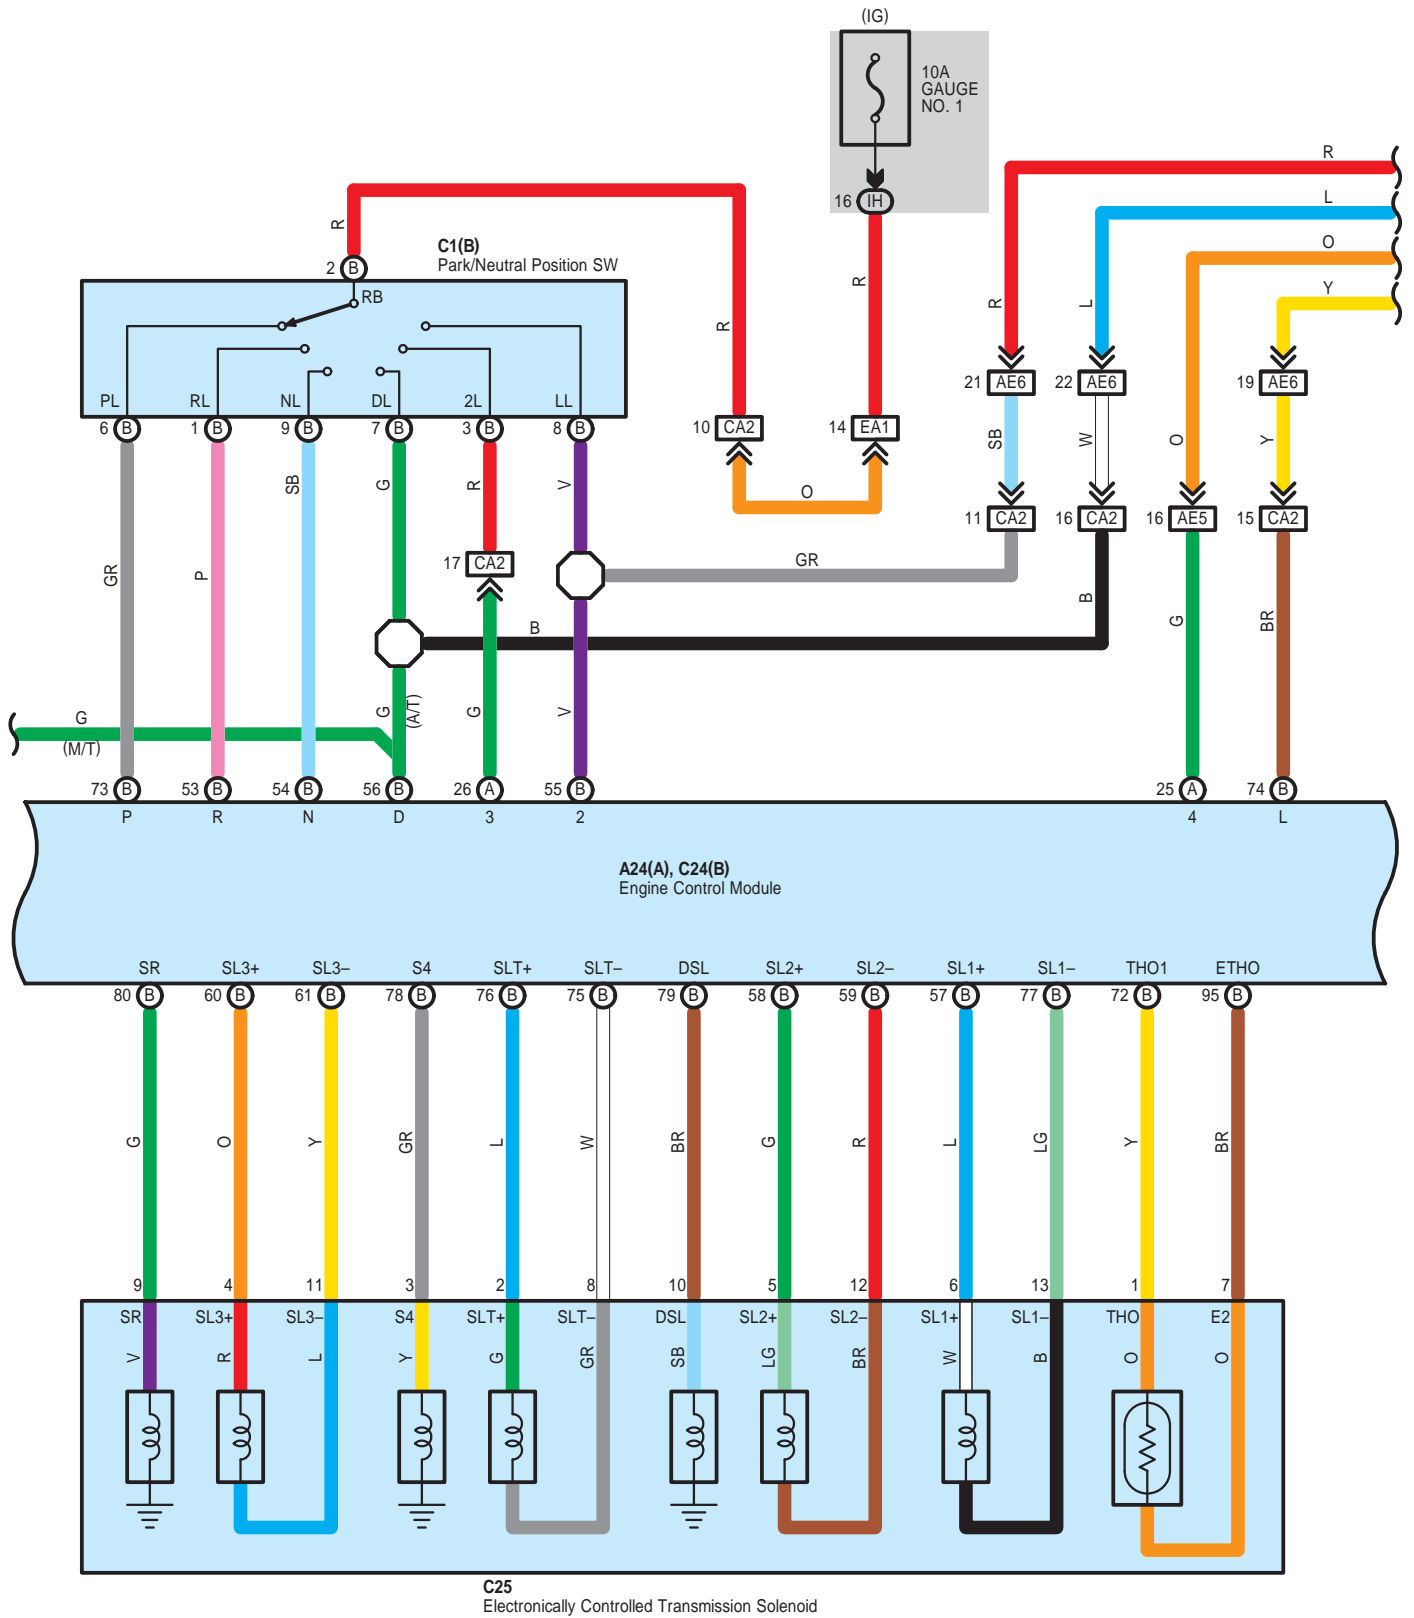 (IG)
10A
GAUGE
NO. 1
16 IH
R
L
O
Y
R
C1(B)
Park/Neutral Position SW
2 B
RB
R
R
R
L
21 AE6
22 AE6
19 AE6
PL RL NL DL 2L LL
6 B
1 B
9 B
7 B
3 B
8 B
10 CA2
14 EA1
SB
W
O
Y
SB
G
R
V
O
11 CA2
16 CA2
16 AE5
15 CA2
17 CA2
GR
GR
P
B
B
G
BR
G
(M/T)
G
(A/T)
G
V
73 B
53 B
54 B
56 B
26 A
55 B
25 A
74 B
P R N D 3 2 4 L
A24(A), C24(B)
Engine Control Module
SR SL3+ SL3– S4 SLT+ SLT– DSL SL2+ SL2– SL1+ SL1– THO1 ETHO
80 B
60 B
61 B
78 B
76 B
75 B
79 B
58 B
59 B
57 B
77 B
72 B
95 B
G O Y GR L W BR G R L LG Y BR
9 4 11 3 2 8 10 5 12 6 13 1 7
SR SL3+ SL3– S4 SLT+ SLT– DSL SL2+ SL2– SL1+ SL1– THO E2
V R L Y G GR SB LG BR W B O O
C25
Electronically Controlled Transmission Solenoid